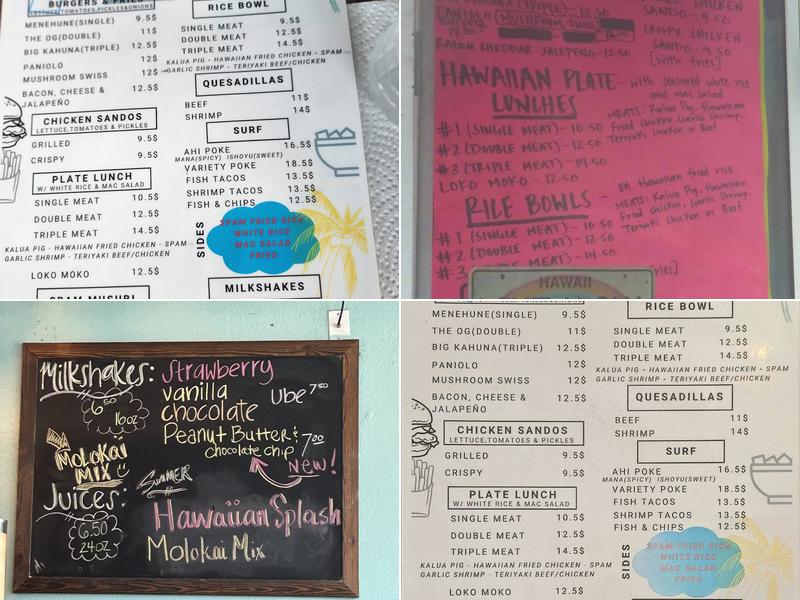 BURGERS & FRIES
LETTUCE,TOMATOES,PICKLES&ONIONS
MENEHUNE(SINGLE) 9.5$
THE OG(DOUBLE) 11$
BIG KAHUNA(TRIPLE) 12.5$
PANIOLO 12$
MUSHROOM SWISS 12$
BACON, CHEESE & JALAPEÑO 12.5$
CHICKEN SANDOS
LETTUCE,TOMATOES & PICKLES
GRILLED 9.5$
CRISPY 9.5$
PLATE LUNCH
W/ WHITE RICE & MAC SALAD
SINGLE MEAT 10.5$
DOUBLE MEAT 12.5$
TRIPLE MEAT 14.5$
KALUA PIG - HAWAIIAN FRIED CHICKEN - SPAM
GARLIC SHRIMP - TERIYAKI BEEF/CHICKEN
LOKO MOKO 12.5$
SPAM MUSUBI
RICE BOWL
SINGLE MEAT 9.5$
DOUBLE MEAT 12.5$
TRIPLE MEAT 14.5$
KALUA PIG - HAWAIIAN FRIED CHICKEN - SPAM
GARLIC SHRIMP - TERIYAKI BEEF/CHICKEN
QUESADILLAS
BEEF 11$
SHRIMP 14$
SURF
AHI POKE 16.5$
MANA(SPICY) ISHOYU(SWEET)
VARIETY POKE 18.5$
FISH TACOS 13.5$
SHRIMP TACOS 13.5$
FISH & CHIPS 12.5$
SIDES
SPAM FRIED RICE
WHITE RICE
MAC SALAD
FRIES
MILKSHAKES
(TRIPLE) - 12.50
PANIOLO MUSHROOM SWISS
BACON CHEDDAR JALAPENO - 12.50
SANDO - 9.50
CRISPY CHICKEN
SANDO - 9.50
[with fries]
HAWAIIAN PLATE
LUNCHES
- with seasoned white rice
and Mac Salad
MEATS: Kalua Pig, Hawaiian
Fried Chicken, Garlic Shrimp,
Teriyaki Chicken or Beef
#1 (SINGLE MEAT) - 10.50
#2 (DOUBLE MEAT) - 12.50
#3 (TRIPLE MEAT) - 14.50
LOKO MOKO - 12.50
RICE BOWLS
- on Hawaiian fried rice
MEATS: Kalua Pig, Hawaiian
Fried Chicken, Garlic Shrimp,
Teriyaki Chicken or Beef
#1 (SINGLE MEAT) - 10.50
#2 (DOUBLE MEAT) - 12.50
#3
HAWAII
Milkshakes:
6.50
16oz
Strawberry
vanilla
chocolate
Peanut Butter &
chocolate chip 7.00
Ube 7.50
New!
MOLOKAI
MIX
Juices:
6.50
24oz
SUMMER
Hawaiian Splash
Molokai Mix
MENEHUNE(SINGLE) 9.5$
THE OG(DOUBLE) 11$
BIG KAHUNA(TRIPLE) 12.5$
PANIOLO 12$
MUSHROOM SWISS 12$
BACON, CHEESE & 12.5$
JALAPEÑO
CHICKEN SANDOS
LETTUCE,TOMATOES & PICKLES
GRILLED 9.5$
CRISPY 9.5$
PLATE LUNCH
W/ WHITE RICE & MAC SALAD
SINGLE MEAT 10.5$
DOUBLE MEAT 12.5$
TRIPLE MEAT 14.5$
KALUA PIG - HAWAIIAN FRIED CHICKEN - SPAM
GARLIC SHRIMP - TERIYAKI BEEF/CHICKEN
LOKO MOKO 12.5$
RICE BOWL
SINGLE MEAT 9.5$
DOUBLE MEAT 12.5$
TRIPLE MEAT 14.5$
KALUA PIG - HAWAIIAN FRIED CHICKEN - SPAM
GARLIC SHRIMP - TERIYAKI BEEF/CHICKEN
QUESADILLAS
BEEF 11$
SHRIMP 14$
SURF
AHI POKE 16.5$
MANA(SPICY) ISHOYU(SWEET)
VARIETY POKE 18.5$
FISH TACOS 13.5$
SHRIMP TACOS 13.5$
FISH & CHIPS 12.5$
SIDES
SPAM FRIED RICE
WHITE RICE
MAC SALAD
FRIES